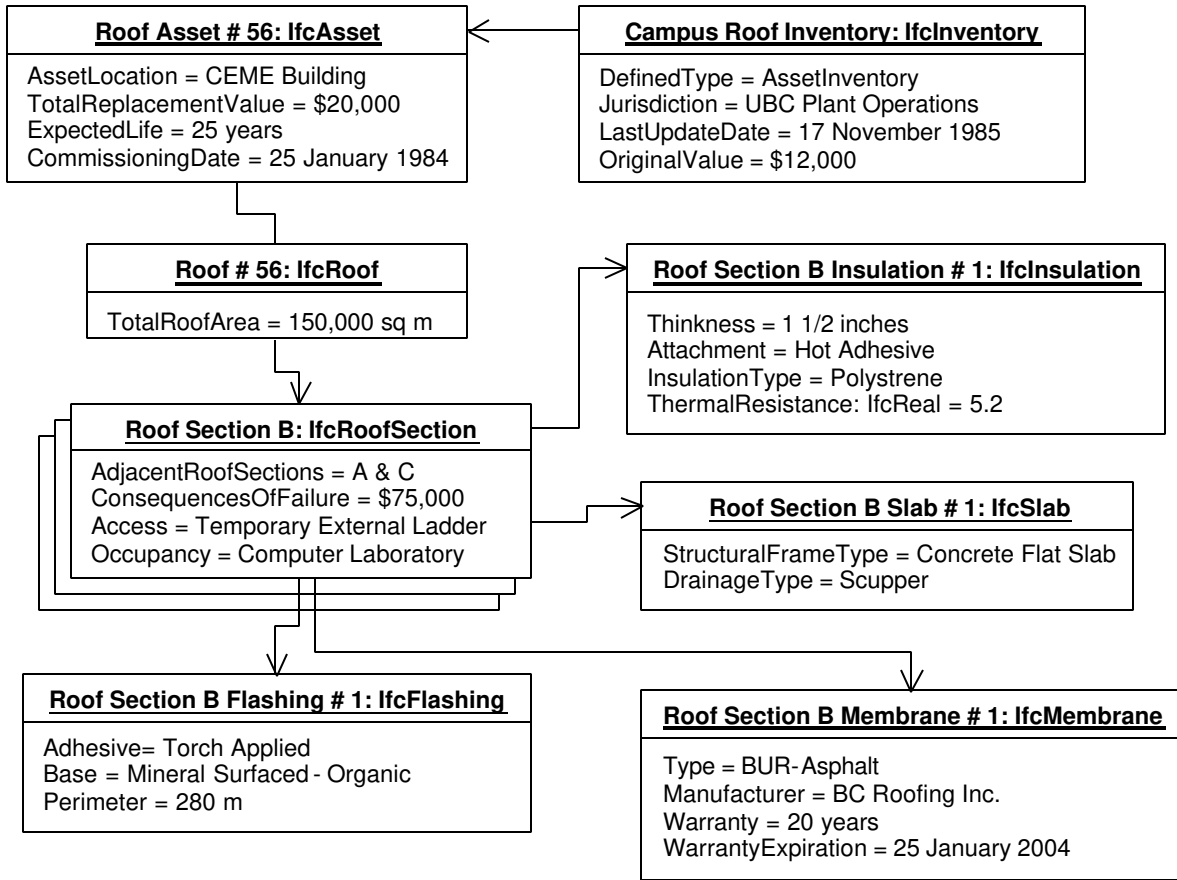 Roof Asset # 56: IfcAsset
AssetLocation = CEME Building
TotalReplacementValue = $20,000
ExpectedLife = 25 years
CommissioningDate = 25 January 1984
Campus Roof Inventory: IfcInventory
DefinedType = AssetInventory
Jurisdiction = UBC Plant Operations
LastUpdateDate = 17 November 1985
OriginalValue = $12,000
Roof # 56: IfcRoof
TotalRoofArea = 150,000 sq m
Roof Section B Insulation # 1: IfcInsulation
Thinkness = 1 1/2 inches
Attachment = Hot Adhesive
InsulationType = Polystrene
ThermalResistance: IfcReal = 5.2
Roof Section B: IfcRoofSection
AdjacentRoofSections = A & C
ConsequencesOfFailure = $75,000
Access = Temporary External Ladder
Occupancy = Computer Laboratory
Roof Section B Slab # 1: IfcSlab
StructuralFrameType = Concrete Flat Slab
DrainageType = Scupper
Roof Section B Flashing # 1: IfcFlashing
Adhesive= Torch Applied
Base = Mineral Surfaced - Organic
Perimeter = 280 m
Roof Section B Membrane # 1: IfcMembrane
Type = BUR-Asphalt
Manufacturer = BC Roofing Inc.
Warranty = 20 years
WarrantyExpiration = 25 January 2004